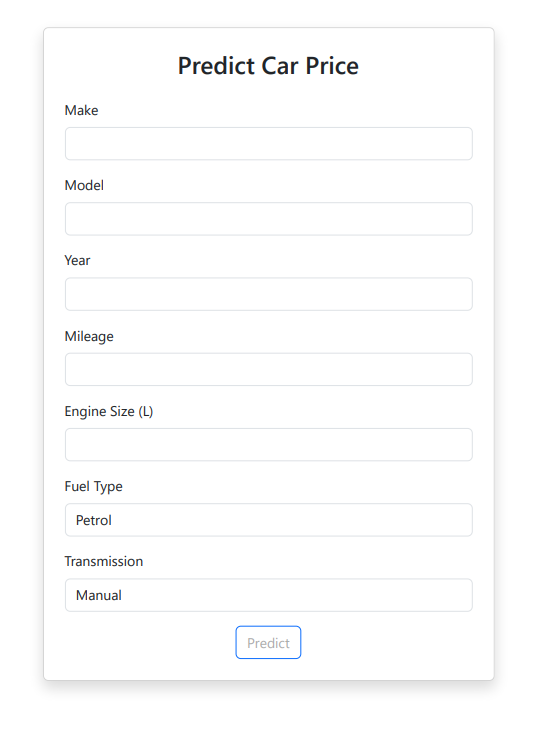 Predict Car Price
Make
Model
Year
Mileage
Engine Size (L)
Fuel Type
Petrol
Transmission
Manual
Predict